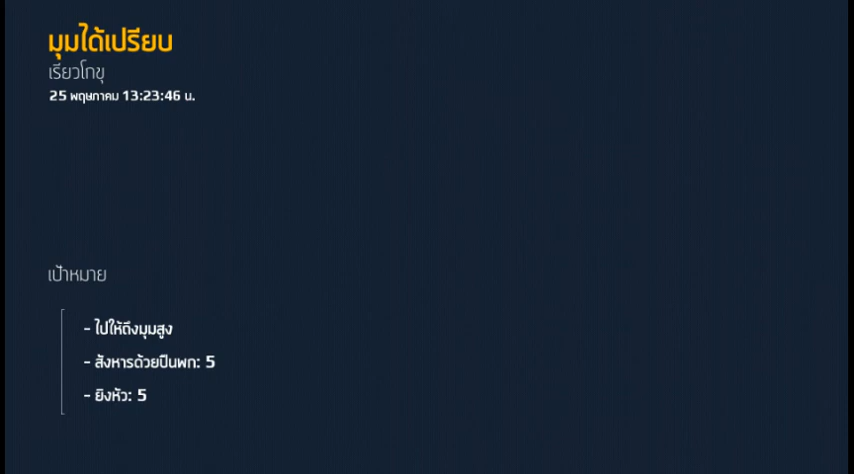 มุมได้เปรียบ
เรียวโกขุ
25 พฤษภาคม 13:23:46 น.
เป้าหมาย
- ไปให้ถึงมุมสูง
- สังหารด้วยปืนพก: 5
- ยิงหัว: 5